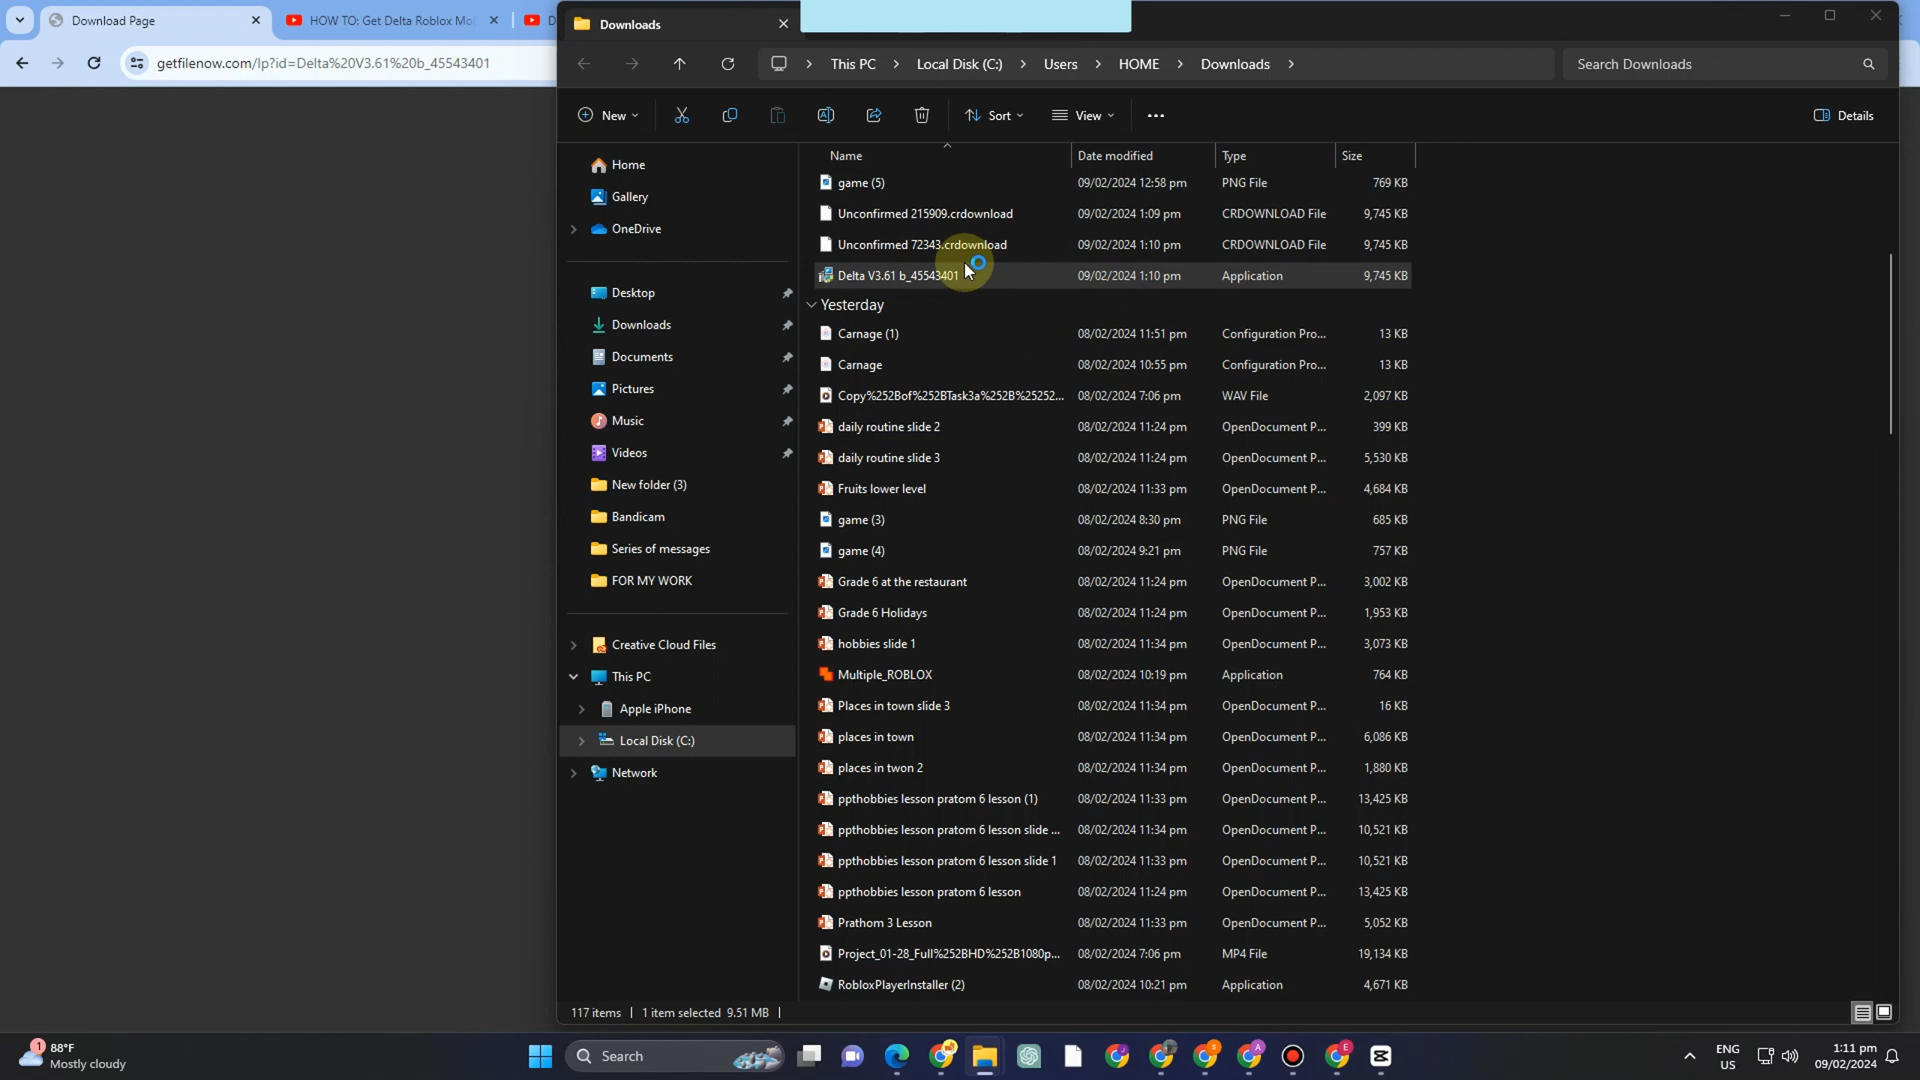 Download Page
HOW TO: Get Delta Roblox Mo
D
getfilenow.com/lp?id=Delta%20V3.61%20b_45543401
Downloads
This PC
Local Disk (C:)
Users
HOME
Downloads
Search Downloads
New
Sort
View
Details
Home
Gallery
OneDrive
Desktop
Downloads
Documents
Pictures
Music
Videos
New folder (3)
Bandicam
Series of messages
FOR MY WORK
Creative Cloud Files
This PC
Apple iPhone
Local Disk (C:)
Network
Name Date modified Type Size
game (5) 09/02/2024 12:58 pm PNG File 769 KB
Unconfirmed 215909.crdownload 09/02/2024 1:09 pm CRDOWNLOAD File 9,745 KB
Unconfirmed 72343.crdownload 09/02/2024 1:10 pm CRDOWNLOAD File 9,745 KB
Delta V3.61 b_45543401 09/02/2024 1:10 pm Application 9,745 KB
Yesterday
Carnage (1) 08/02/2024 11:51 pm Configuration Pro... 13 KB
Carnage 08/02/2024 10:55 pm Configuration Pro... 13 KB
Copy%252Bof%252BTask3a%252B%25252... 08/02/2024 7:06 pm WAV File 2,097 KB
daily routine slide 2 08/02/2024 11:24 pm OpenDocument P... 399 KB
daily routine slide 3 08/02/2024 11:24 pm OpenDocument P... 5,530 KB
Fruits lower level 08/02/2024 11:33 pm OpenDocument P... 4,684 KB
game (3) 08/02/2024 8:30 pm PNG File 685 KB
game (4) 08/02/2024 9:21 pm PNG File 757 KB
Grade 6 at the restaurant 08/02/2024 11:24 pm OpenDocument P... 3,002 KB
Grade 6 Holidays 08/02/2024 11:24 pm OpenDocument P... 1,953 KB
hobbies slide 1 08/02/2024 11:34 pm OpenDocument P... 3,073 KB
Multiple_ROBLOX 08/02/2024 10:19 pm Application 764 KB
Places in town slide 3 08/02/2024 11:34 pm OpenDocument P... 16 KB
places in town 08/02/2024 11:34 pm OpenDocument P... 6,086 KB
places in twon 2 08/02/2024 11:34 pm OpenDocument P... 1,880 KB
ppthobbies lesson pratom 6 lesson (1) 08/02/2024 11:33 pm OpenDocument P... 13,425 KB
ppthobbies lesson pratom 6 lesson slide ... 08/02/2024 11:34 pm OpenDocument P... 10,521 KB
ppthobbies lesson pratom 6 lesson slide 1 08/02/2024 11:33 pm OpenDocument P... 10,521 KB
ppthobbies lesson pratom 6 lesson 08/02/2024 11:24 pm OpenDocument P... 13,425 KB
Prathom 3 Lesson 08/02/2024 11:33 pm OpenDocument P... 5,052 KB
Project_01-28_Full%252BHD%252B1080p... 08/02/2024 7:06 pm MP4 File 19,134 KB
RobloxPlayerInstaller (2) 08/02/2024 10:21 pm Application 4,671 KB
117 items 1 item selected 9.51 MB
1
88°F
Mostly cloudy
Search
J
S
A
E
ENG
US
1:11 pm
09/02/2024